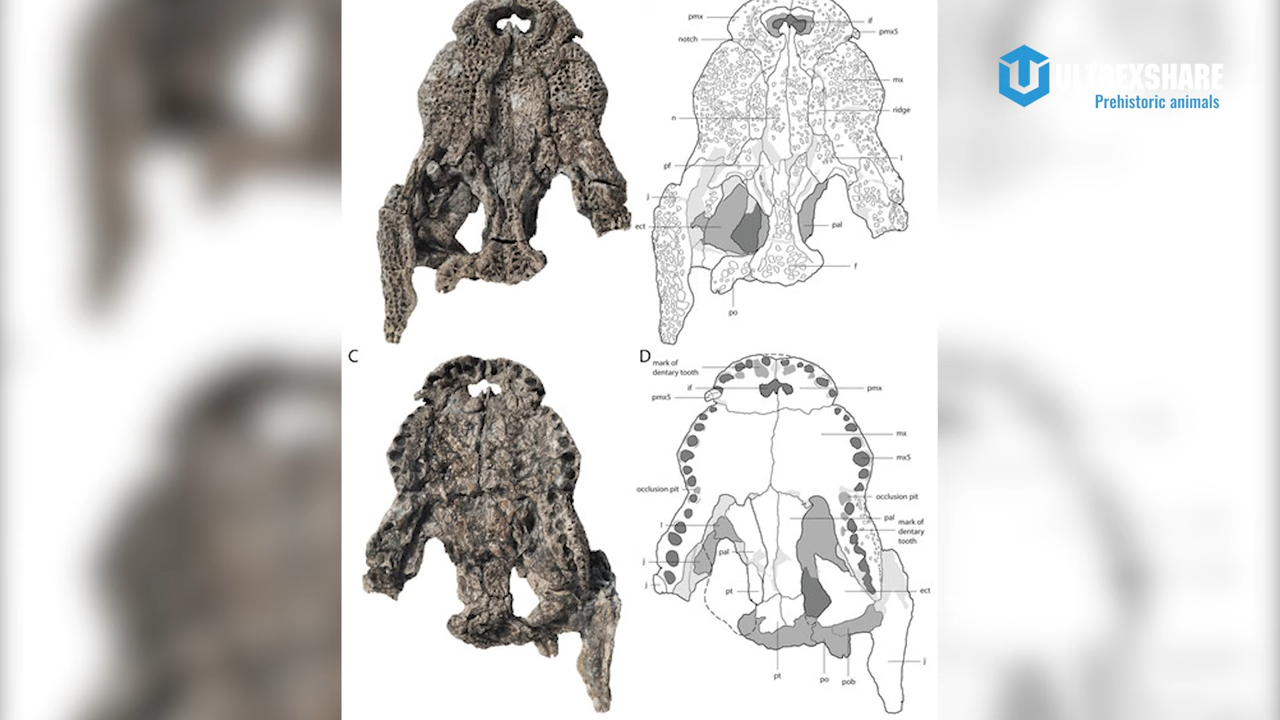 pmx
if
notch
pmx5
ULTREXSHARE
Prehistoric animals
mx
ridge
n
pf
l
j
ect
pal
f
po
C
D
mark of
dentary tooth
if
pmx
pmx5
mx
mx5
occlusion pit
occlusion pit
l
pal
mark of
dentary
tooth
pal
j
j
pt
ect
j
pt
po
pob